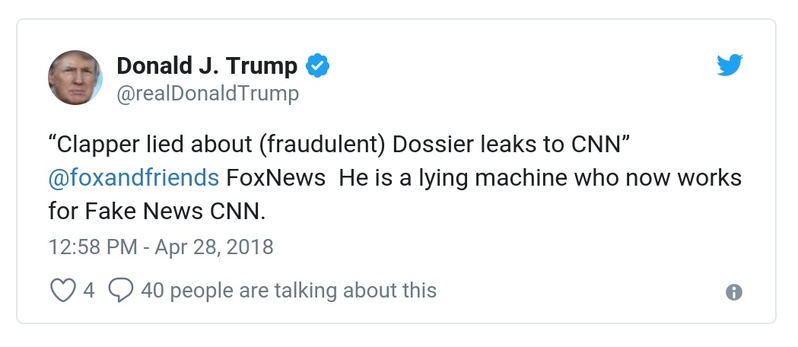 Donald J. Trump
@realDonaldTrump
“Clapper lied about (fraudulent) Dossier leaks to CNN”
@foxandfriends FoxNews  He is a lying machine who now works
for Fake News CNN.
12:58 PM - Apr 28, 2018
4 40 people are talking about this